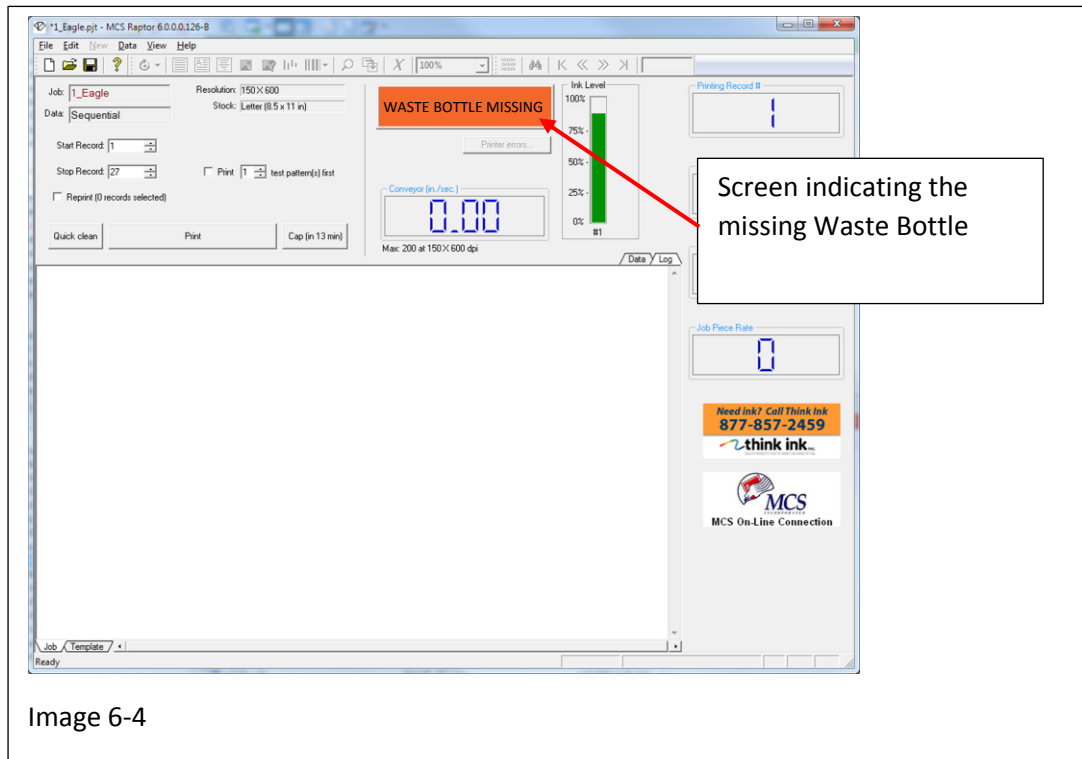 *1_Eagle.pjt - MCS Raptor 6.0.0.0.126-B
File Edit New Data View Help
100%
Job: 1_Eagle
Resolution: 150 X 600
Data: Sequential
Stock: Letter (8.5 x 11 in)
Start Record: 1
Stop Record: 27
Print 1 test pattern(s) first
Reprint (0 records selected)
Quick clean
Print
Cap (in 13 min)
WASTE BOTTLE MISSING
Printer errors...
Conveyor (in./sec.)
0.00
Max: 200 at 150 X 600 dpi
Ink Level
100%
75%
50%
25%
0%
#1
Data Log
Printing Record #
1
Screen indicating the
missing Waste Bottle
Job Piece Rate
0
Need ink? Call Think Ink
877-857-2459
think ink
MCS
INCORPORATED
MCS On-Line Connection
Job Template
Ready
Image 6-4